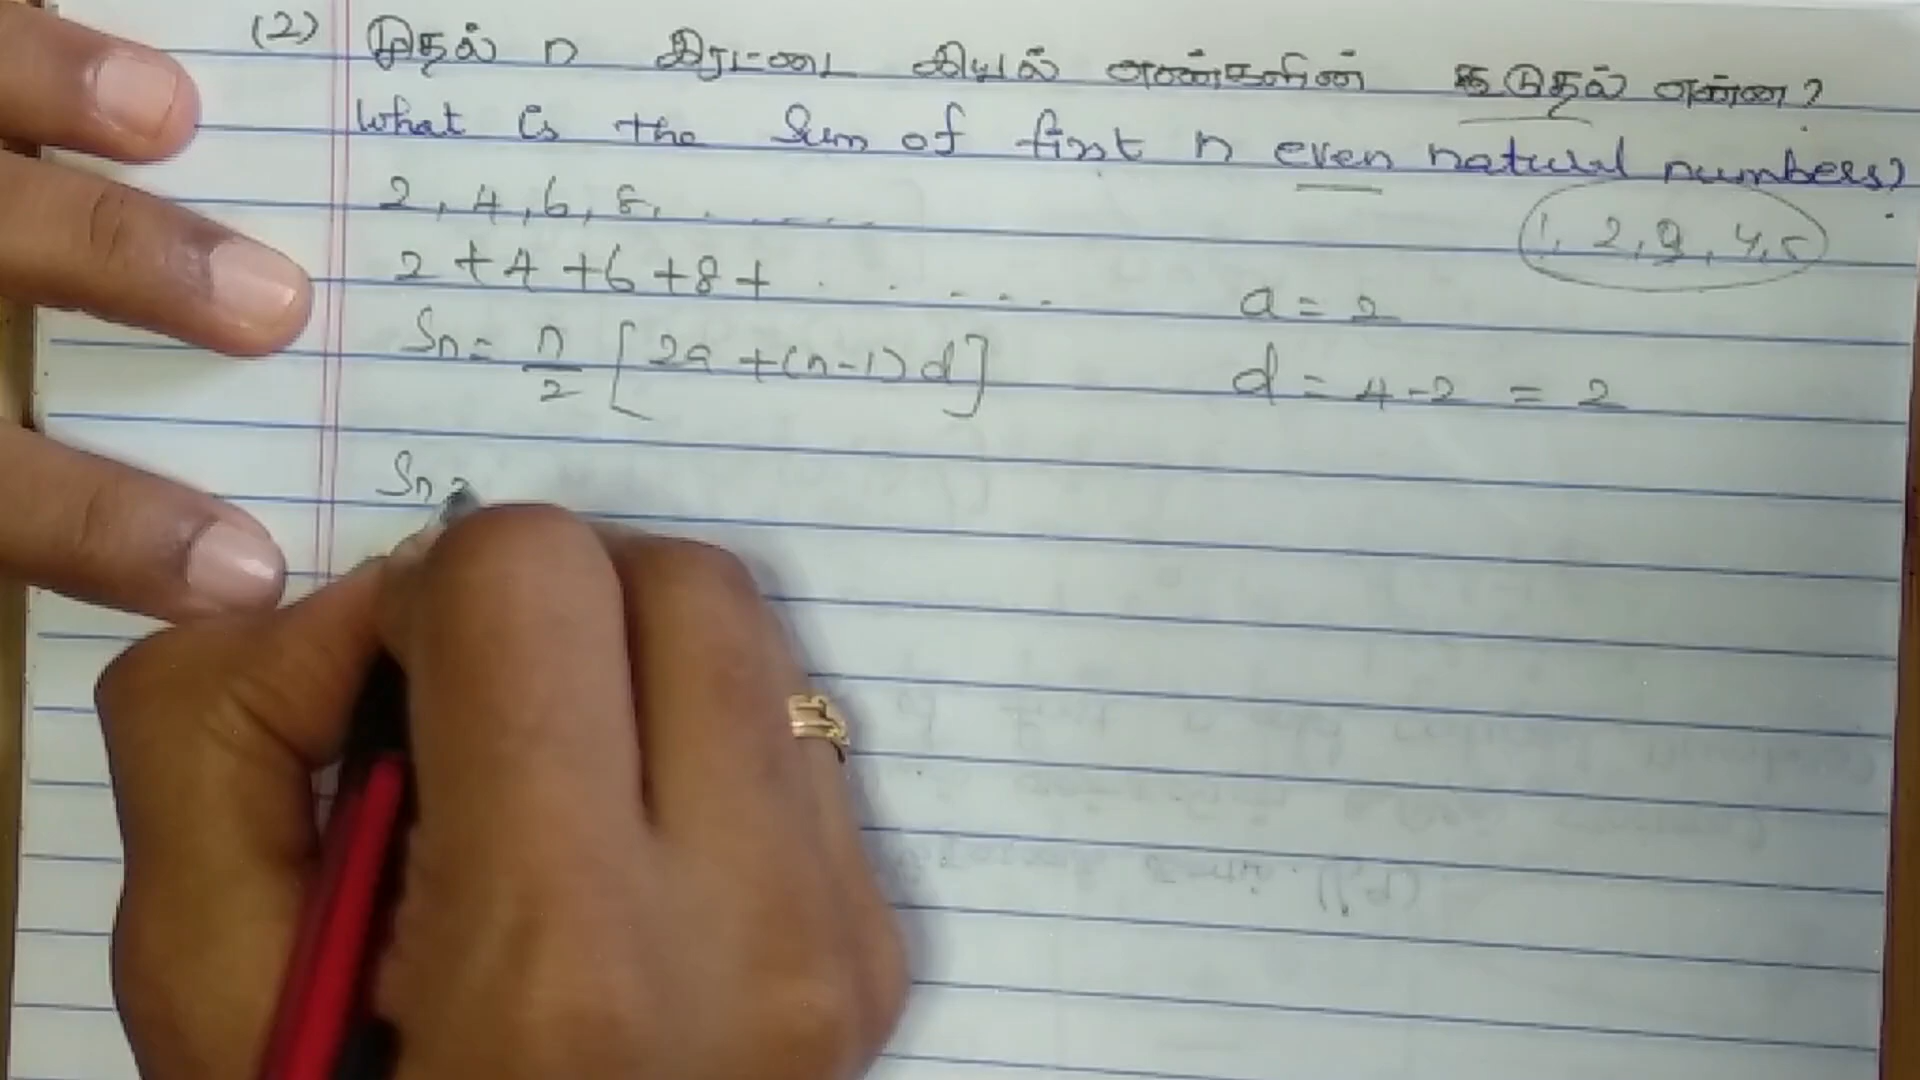 (2) முதல் n இரட்டை இயல் எண்களின் கூடுதல் என்ன?
What is the Sum of first n even natural numbers?
2, 4, 6, 8, . . . . . . .
1, 2, 3, 4, 5
2 + 4 + 6 + 8 + . . . . . . .
a = 2
Sn = n/2 [2a + (n-1) d]
d = 4 - 2 = 2
Sn =